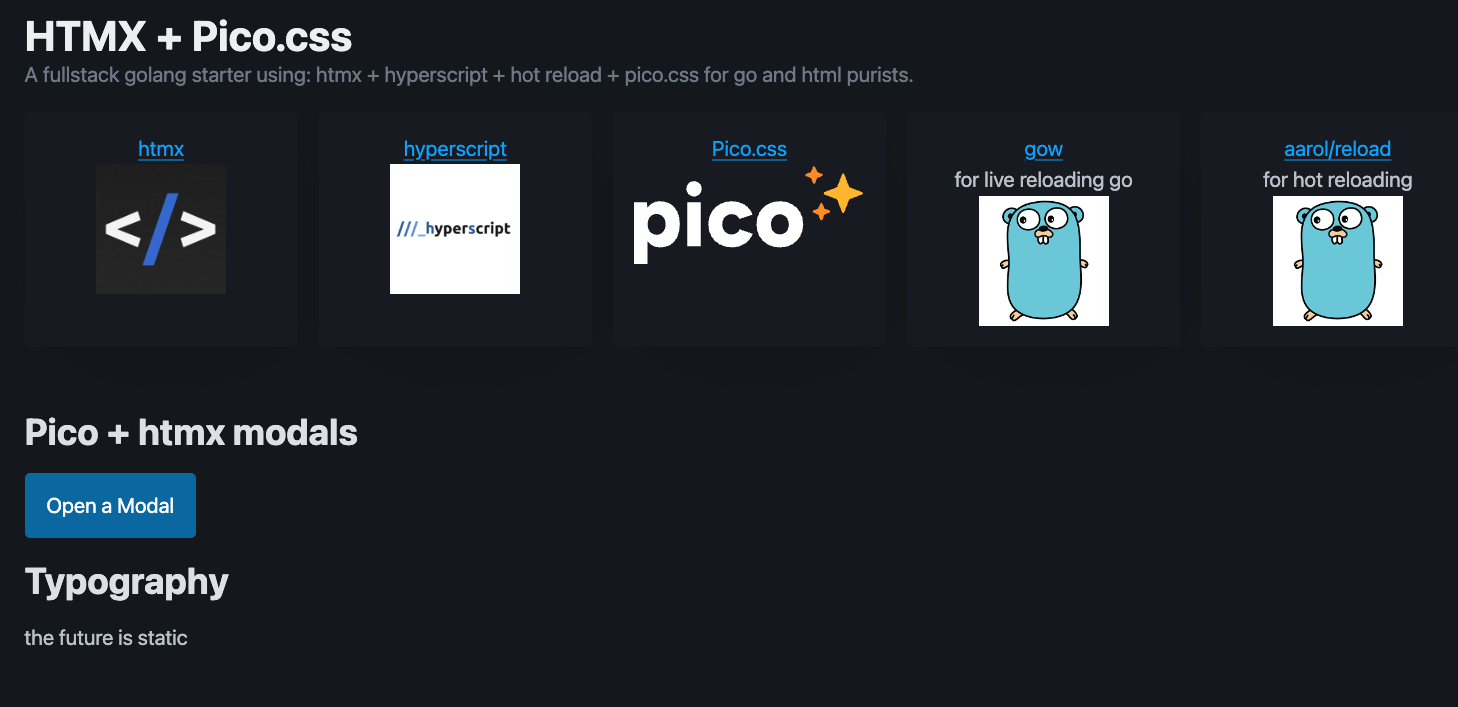 HTMX + Pico.css
A fullstack golang starter using: htmx + hyperscript + hot reload + pico.css for go and html purists.
htmx
</>
hyperscript
///_hyperscript
Pico.css
pico
gow
for live reloading go
aarol/reload
for hot reloading
Pico + htmx modals
Open a Modal
Typography
the future is static